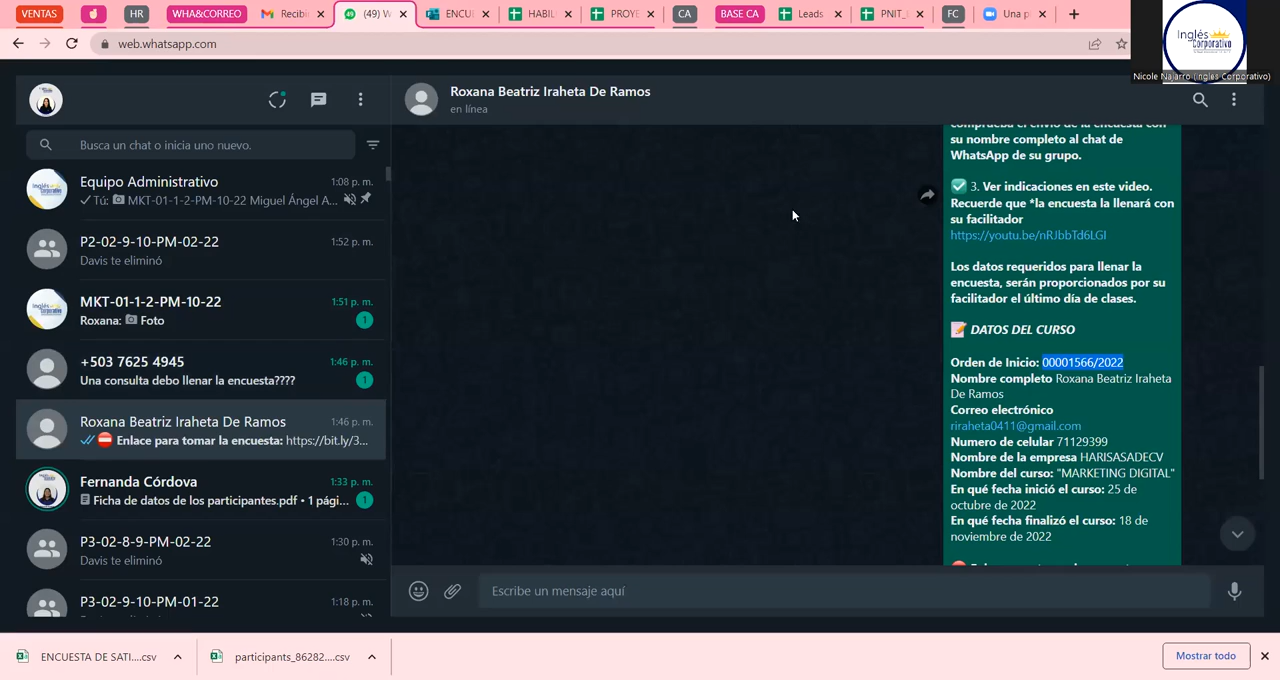 VENTAS HR WHA&CORREO Recibi (49) W ENCUE HABIL PROYE CA BASE CA Leads PNIT_ FC Una p
web.whatsapp.com
Inglés
Corporativo
Nicole Najarro (Ingles Corporativo)
Roxana Beatriz Iraheta De Ramos
en línea
Busca un chat o inicia uno nuevo.
Equipo Administrativo 1:08 p. m.
Tú: MKT-01-1-2-PM-10-22 Miguel Ángel A...
P2-02-9-10-PM-02-22 1:52 p. m.
Davis te eliminó
MKT-01-1-2-PM-10-22 1:51 p. m.
Roxana: Foto 1
+503 7625 4945 1:46 p. m.
Una consulta debo llenar la encuesta???? 1
Roxana Beatriz Iraheta De Ramos 1:46 p. m.
Enlace para tomar la encuesta: https://bit.ly/3...
Fernanda Córdova 1:33 p. m.
Ficha de datos de los participantes.pdf • 1 pági... 1
P3-02-8-9-PM-02-22 1:30 p. m.
Davis te eliminó
P3-02-9-10-PM-01-22 1:18 p. m.
comprueba el envío de la encuesta con
su nombre completo al chat de
WhatsApp de su grupo.
3. Ver indicaciones en este video.
Recuerde que *la encuesta la llenará con
su facilitador
https://youtu.be/nRJbbTd6LGI
Los datos requeridos para llenar la
encuesta, serán proporcionados por su
facilitador el último día de clases.
DATOS DEL CURSO
Orden de Inicio: 00001566/2022
Nombre completo Roxana Beatriz Iraheta
De Ramos
Correo electrónico
riraheta0411@gmail.com
Numero de celular 71129399
Nombre de la empresa HARISASADECV
Nombre del curso: "MARKETING DIGITAL"
En qué fecha inició el curso: 25 de
octubre de 2022
En qué fecha finalizó el curso: 18 de
noviembre de 2022
Escribe un mensaje aquí
ENCUESTA DE SATI....csv participants_86282....csv Mostrar todo